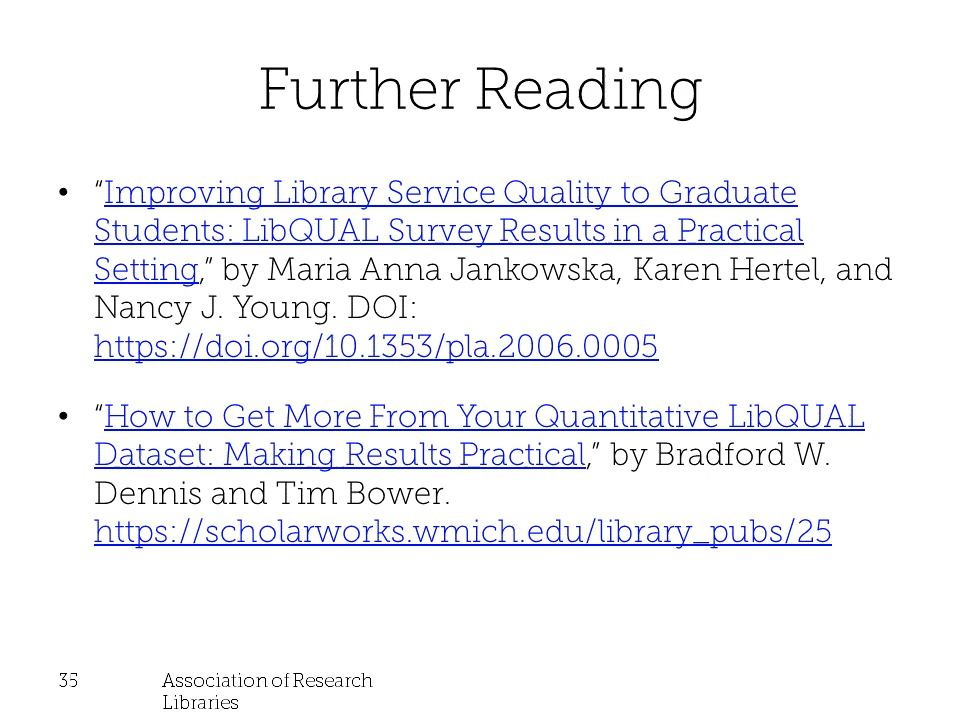 Further Reading
• “Improving Library Service Quality to Graduate
Students: LibQUAL Survey Results in a Practical
Setting,” by Maria Anna Jankowska, Karen Hertel, and
Nancy J. Young. DOI:
https://doi.org/10.1353/pla.2006.0005
• “How to Get More From Your Quantitative LibQUAL
Dataset: Making Results Practical,” by Bradford W.
Dennis and Tim Bower.
https://scholarworks.wmich.edu/library_pubs/25
35 Association of Research
Libraries